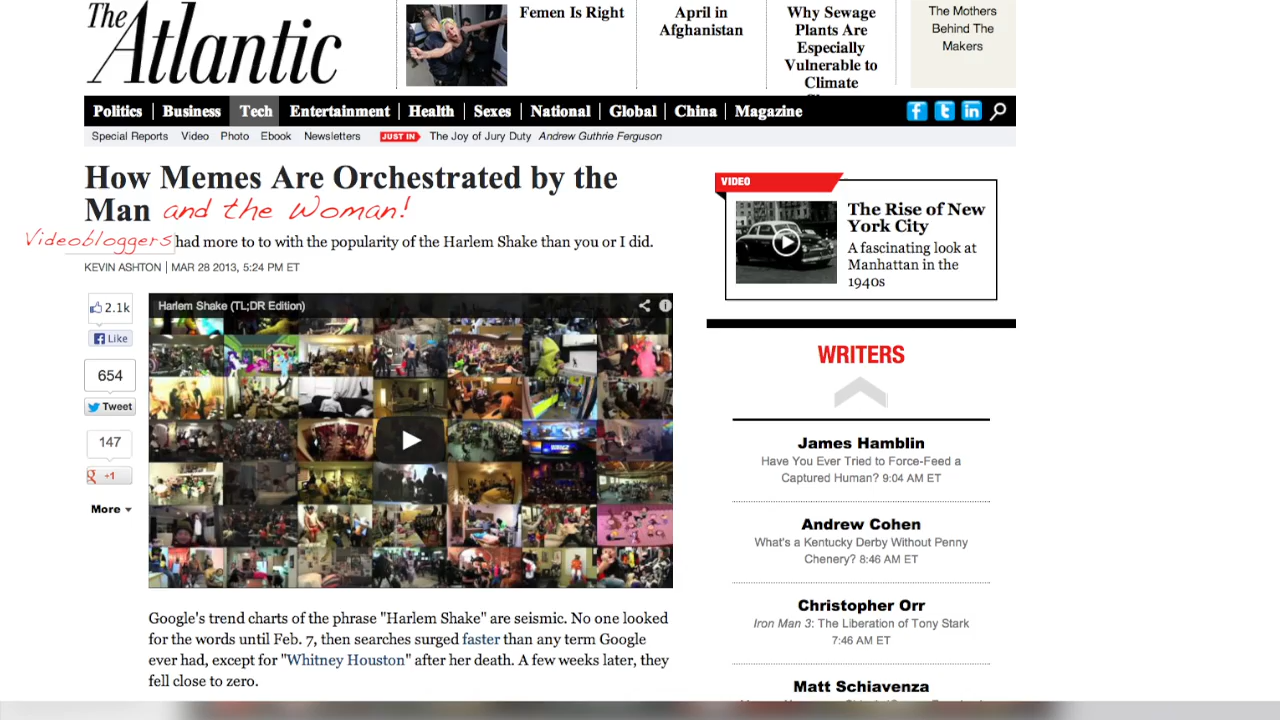 The Atlantic
Femen Is Right
April in
Afghanistan
Why Sewage
Plants Are
Especially
Vulnerable to
Climate
The Mothers
Behind The
Makers
Politics Business Tech Entertainment Health Sexes National Global China Magazine
Special Reports Video Photo Ebook Newsletters JUST IN The Joy of Jury Duty Andrew Guthrie Ferguson
How Memes Are Orchestrated by the
Man and the Woman!
Videobloggers had more to to with the popularity of the Harlem Shake than you or I did.
KEVIN ASHTON | MAR 28 2013, 5:24 PM ET
2.1k
Like
654
Tweet
147
+1
More
Harlem Shake (TL;DR Edition)
Google's trend charts of the phrase "Harlem Shake" are seismic. No one looked
for the words until Feb. 7, then searches surged faster than any term Google
ever had, except for "Whitney Houston" after her death. A few weeks later, they
fell close to zero.
VIDEO
The Rise of New
York City
A fascinating look at
Manhattan in the
1940s
WRITERS
James Hamblin
Have You Ever Tried to Force-Feed a
Captured Human? 9:04 AM ET
Andrew Cohen
What's a Kentucky Derby Without Penny
Chenery? 8:46 AM ET
Christopher Orr
Iron Man 3: The Liberation of Tony Stark
7:46 AM ET
Matt Schiavenza